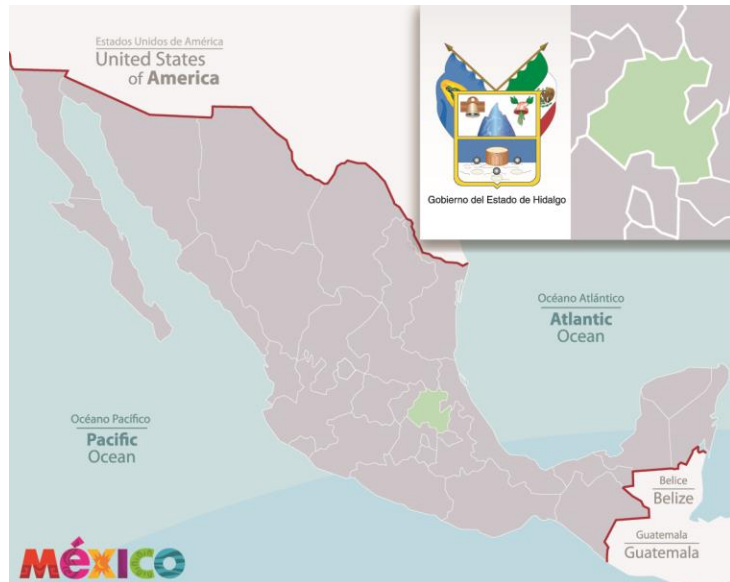 Estados Unidos de América
United States
of America
Gobierno del Estado de Hidalgo
Océano Atlántico
Atlantic
Ocean
Océano Pacífico
Pacific
Ocean
Belice
Belize
Guatemala
Guatemala
méxico